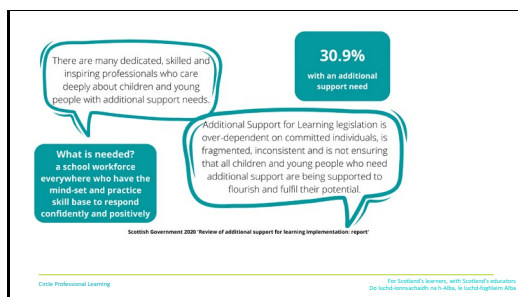 There are many dedicated, skilled and
inspiring professionals who care
deeply about children and young
people with additional support needs.
30.9%
with an additional
support need
Additional Support for Learning legislation is
over-dependent on committed individuals, is
fragmented, inconsistent and is not ensuring
that all children and young people who need
additional support are being supported to
flourish and fulfil their potential.
What is needed?
a school workforce
everywhere who have the
mind-set and practice
skill base to respond
confidently and positively
Scottish Government 2020 'Review of additional support for learning implementation: report'
Circle Professional Learning
For Scotland's learners, with Scotland's educators
Do luchd-ionnsachaidh na h-Alba, le luchd-foghlaim Alba